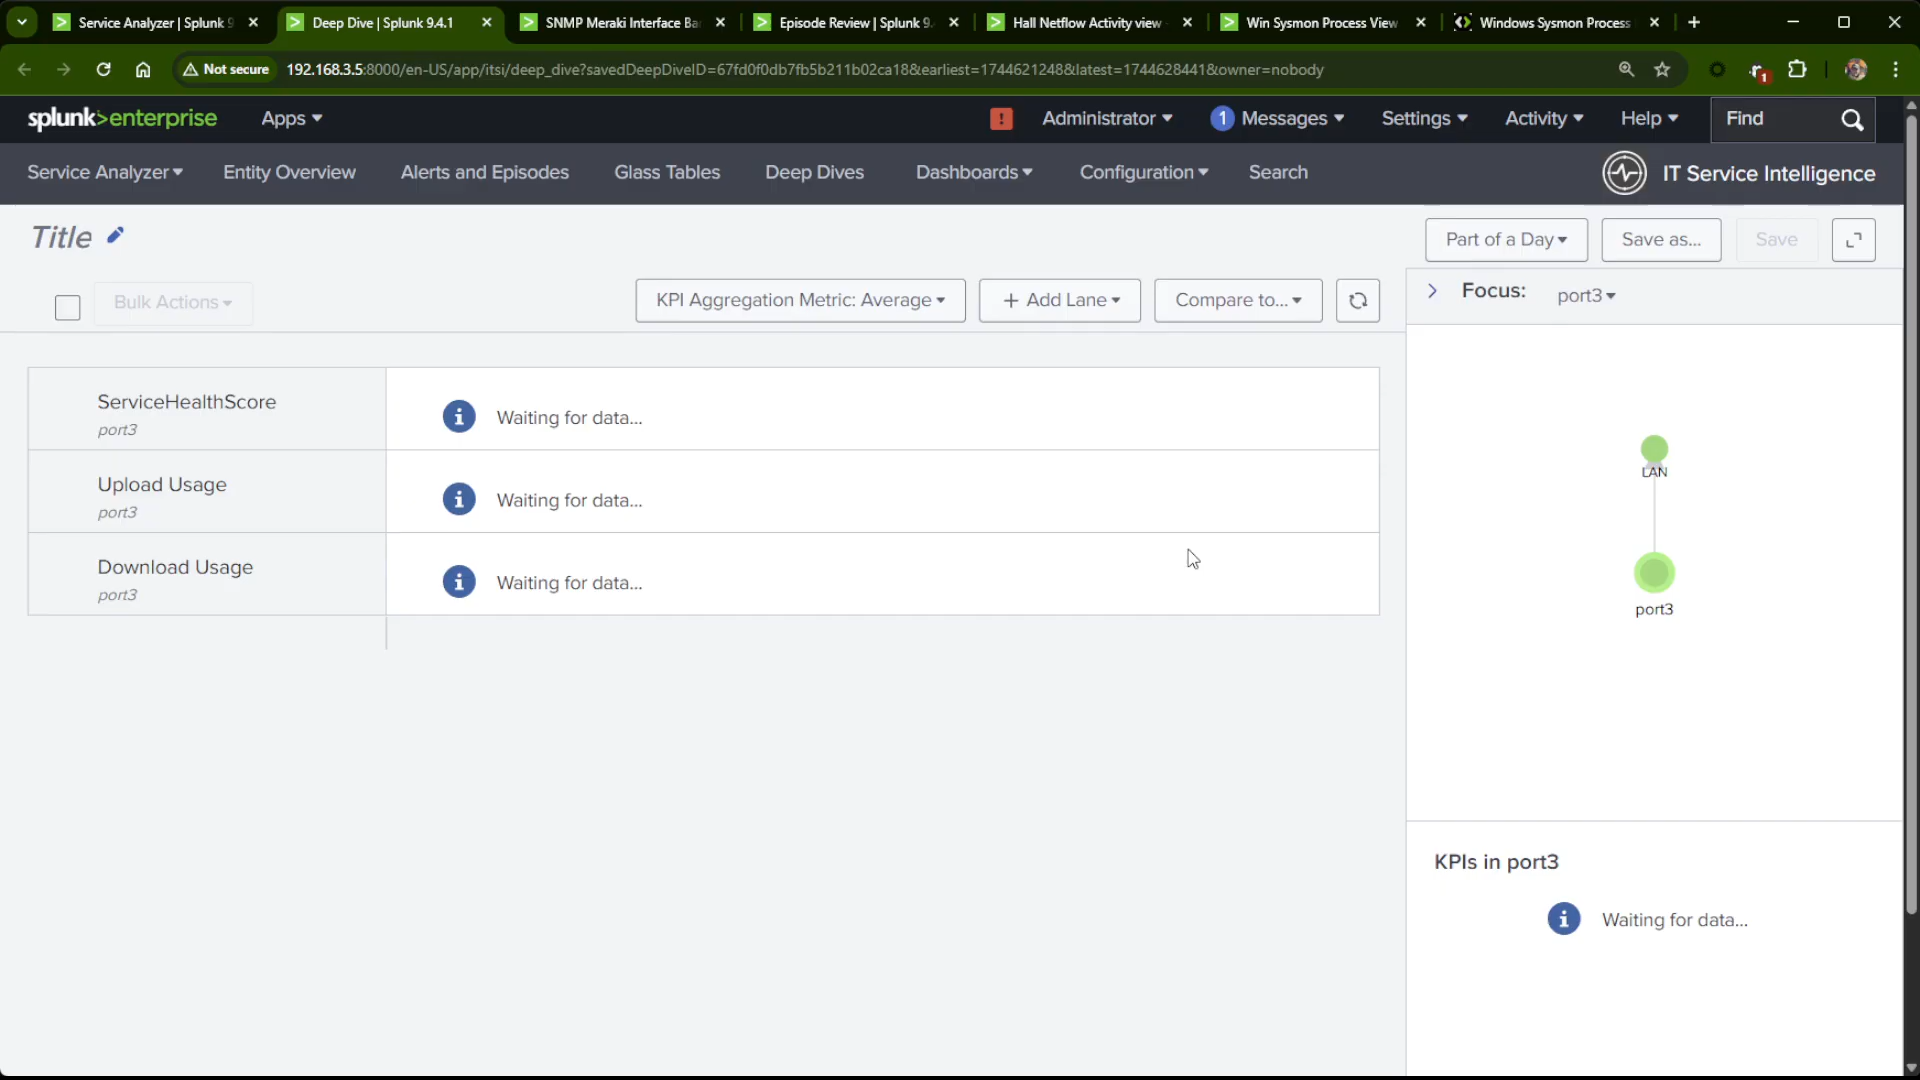 Service Analyzer | Splunk 9
Deep Dive | Splunk 9.4.1
SNMP Meraki Interface Ba
Episode Review | Splunk 9.
Hall Netflow Activity view
Win Sysmon Process View
Windows Sysmon Process
Not secure
192.168.3.5:8000/en-US/app/itsi/deep_dive?savedDeepDiveID=67fd0f0db7fb5b211b02ca18&earliest=1744621248&latest=1744628441&owner=nobody
1
splunk>enterprise
Apps
!
Administrator
1
Messages
Settings
Activity
Help
Find
Service Analyzer
Entity Overview
Alerts and Episodes
Glass Tables
Deep Dives
Dashboards
Configuration
Search
IT Service Intelligence
Title
Part of a Day
Save as...
Save
Bulk Actions
KPI Aggregation Metric: Average
+ Add Lane
Compare to...
Focus:
port3
ServiceHealthScore
port3
Waiting for data...
Upload Usage
port3
Waiting for data...
Download Usage
port3
Waiting for data...
LAN
port3
KPIs in port3
Waiting for data...